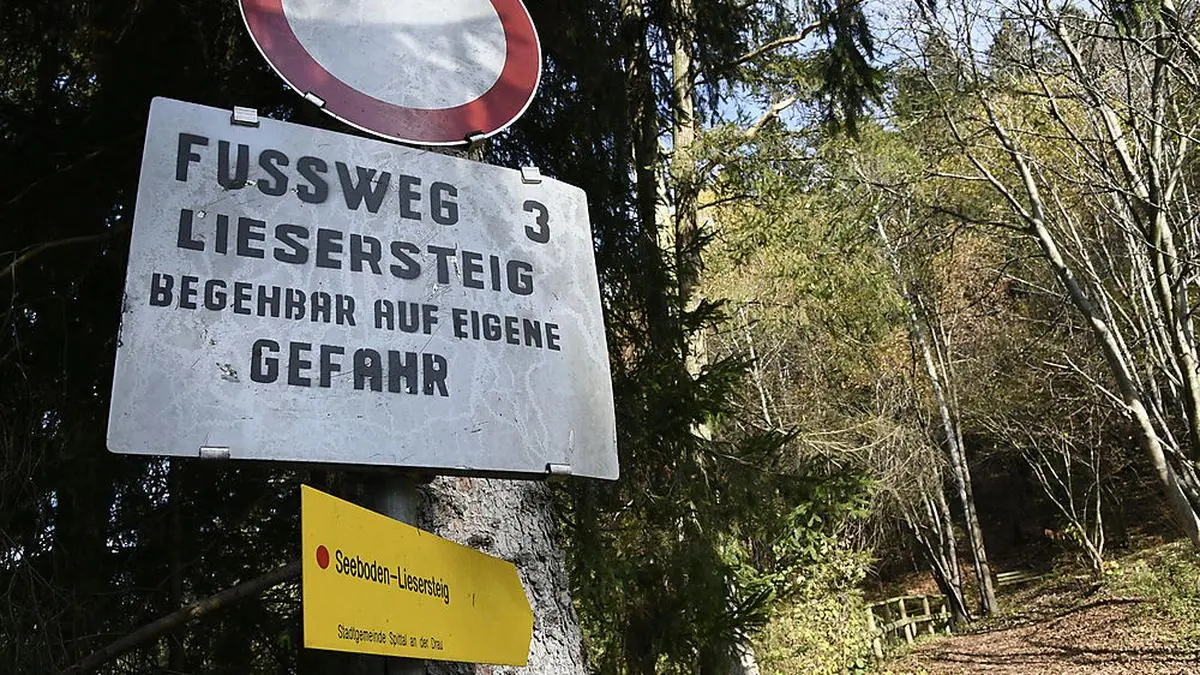 FUSSWEG 3
LIESERSTEIG
BEGEHBAR AUF EIGENE
GEFAHR
Seeboden-Liesersteig
Stadtgemeinde Spittal an der Drau